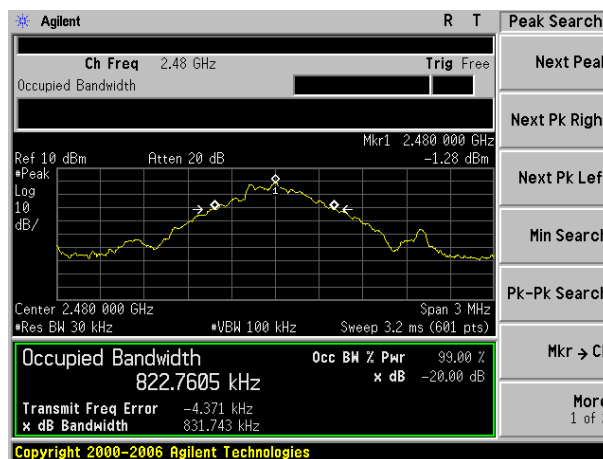 Agilent R T Peak Search
Ch Freq 2.48 GHz Trig Free
Occupied Bandwidth
Next Peak
Next Pk Righ
Mkr1 2.480 000 GHz
Ref 10 dBm Atten 20 dB -1.28 dBm
#Peak
Log
10
dB/
1
Next Pk Lef
Min Search
Pk-Pk Search
Center 2.480 000 GHz Span 3 MHz
#Res BW 30 kHz #VBW 100 kHz Sweep 3.2 ms (601 pts)
Occupied Bandwidth Occ BW % Pwr 99.00 %
822.7605 kHz x dB -20.00 dB
Transmit Freq Error -4.371 kHz
x dB Bandwidth 831.743 kHz
Mkr → C
More
1 of
Copyright 2000-2006 Agilent Technologies